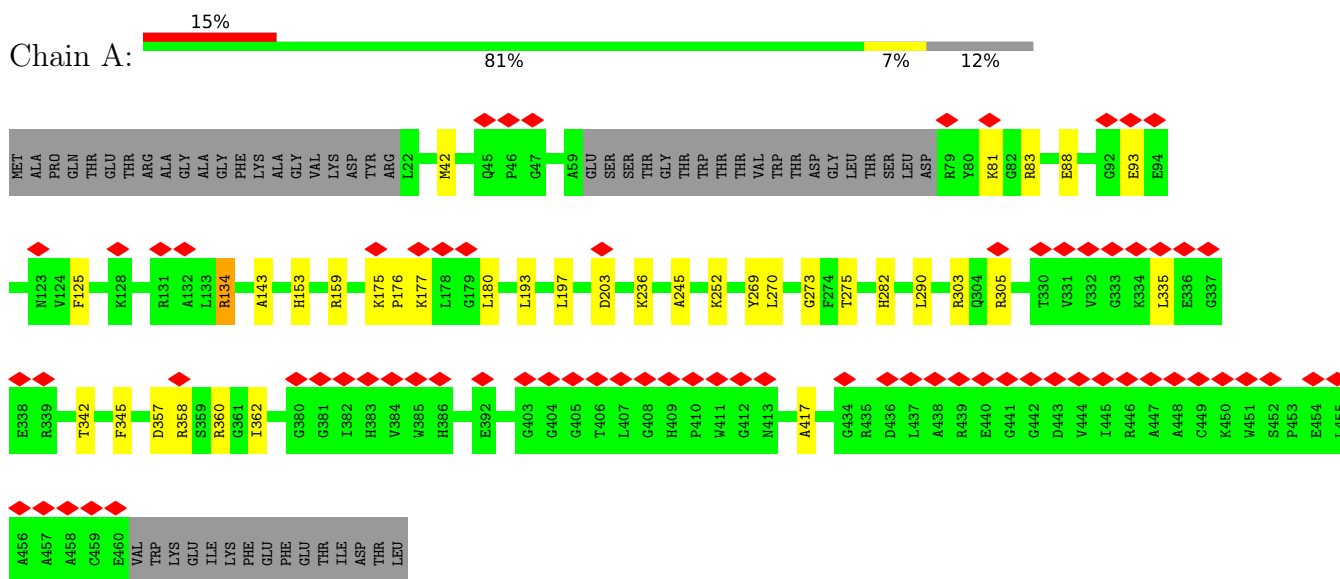 15%
Chain A:
81% 7% 12%
MET ALA PRO GLN THR GLU THR ARG ALA GLY ALA GLY PHE LYS ALA GLY VAL LYS ASP TYR ARG L22 M42 Q45 P46 G47 A59 GLU SER SER THR GLY THR TRP THR THR VAL TRP THR ASP GLY LEU THR SER LEU ASP R79 Y80 K81 G82 R83 E88 G92 E93 E94
N123 V124 F125 K128 R131 A132 L133 R134 A143 H153 R159 K175 P176 K177 L178 G179 L180 L193 L197 D203 K236 A245 K252 Y269 L270 G273 F274 T275 H282 L290 R303 Q304 R305 T330 V331 V332 G333 K334 L335 E336 G337
E338 R339 T342 F345 D357 R358 S359 R360 G361 I362 G380 G381 I382 H383 V384 W385 H386 E392 G403 G404 G405 T406 L407 G408 H409 P410 W411 G412 N413 A417 G434 R435 D436 L437 A438 R439 E440 G441 G442 D443 V444 I445 R446 A447 A448 C449 K450 W451 S452 P453 E454 L455
A456 A457 A458 C459 E460 VAL TRP LYS GLU ILE LYS PHE GLU PHE GLU THR ILE ASP THR LEU